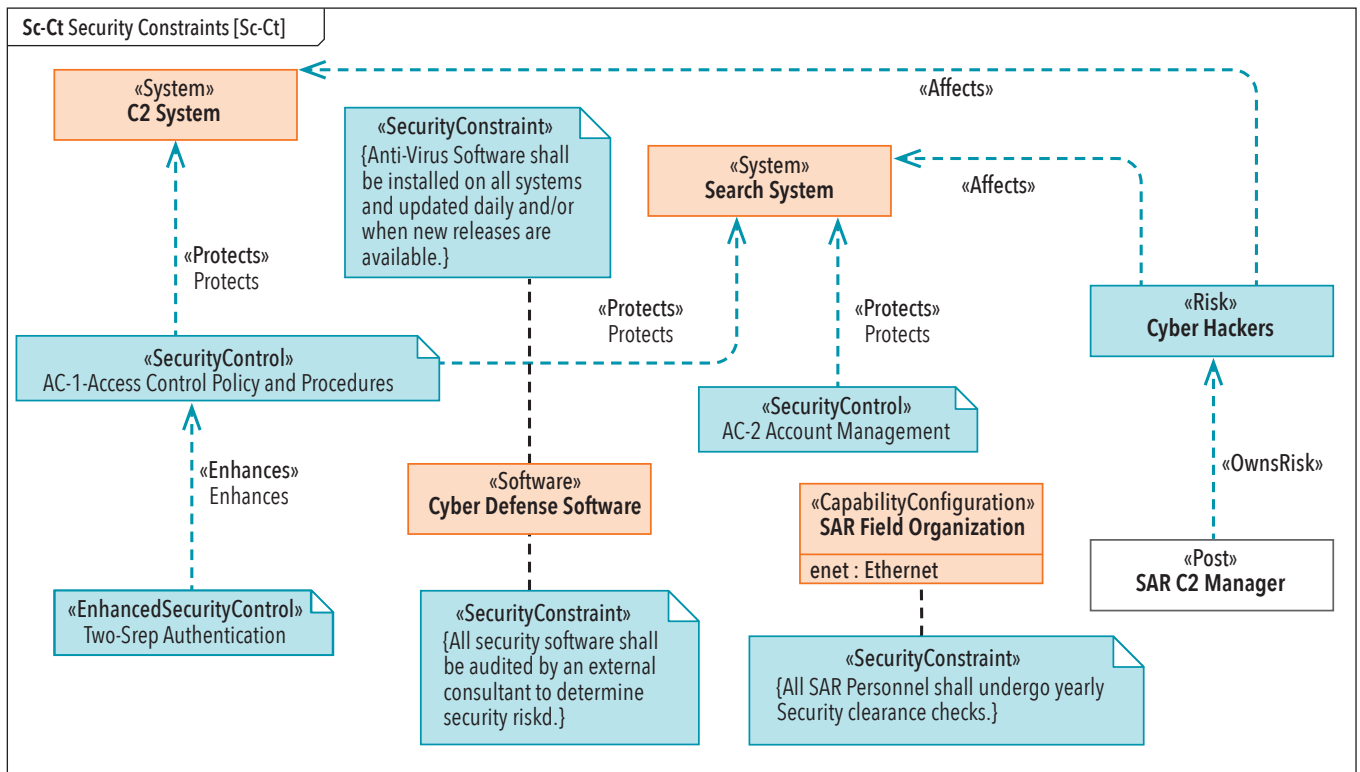 Sc-Ct Security Constraints [Sc-Ct]
«System»
C2 System
«Affects»
«SecurityConstraint»
{Anti-Virus Software shall
be installed on all systems
and updated daily and/or
when new releases are
available.}
«System»
Search System
«Affects»
«Protects»
Protects
«Protects»
Protects
«Protects»
Protects
«Risk»
Cyber Hackers
«SecurityControl»
AC-1-Access Control Policy and Procedures
«SecurityControl»
AC-2 Account Management
«Enhances»
Enhances
«OwnsRisk»
«Software»
Cyber Defense Software
«CapabilityConfiguration»
SAR Field Organization
enet : Ethernet
«Post»
SAR C2 Manager
«EnhancedSecurityControl»
Two-Srep Authentication
«SecurityConstraint»
{All security software shall
be audited by an external
consultant to determine
security riskd.}
«SecurityConstraint»
{All SAR Personnel shall undergo yearly
Security clearance checks.}